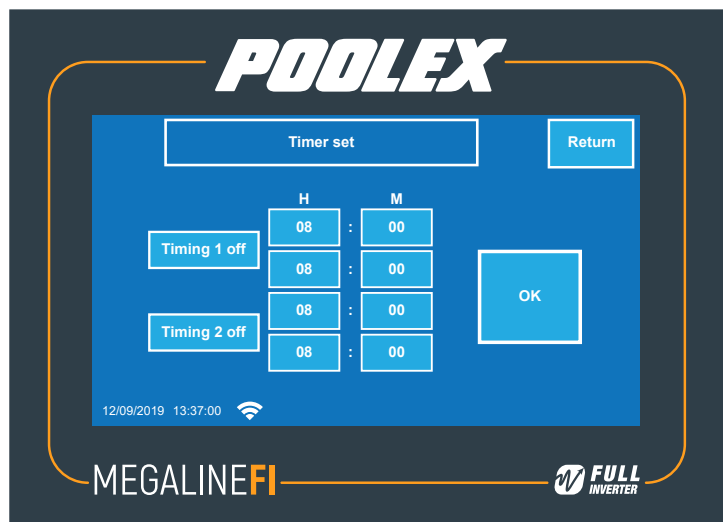 POOLEX
Timer set
Return
H M
08 : 00
Timing 1 off
08 : 00
OK
08 : 00
Timing 2 off
08 : 00
12/09/2019 13:37:00
MEGALINEFI
FULL
INVERTER